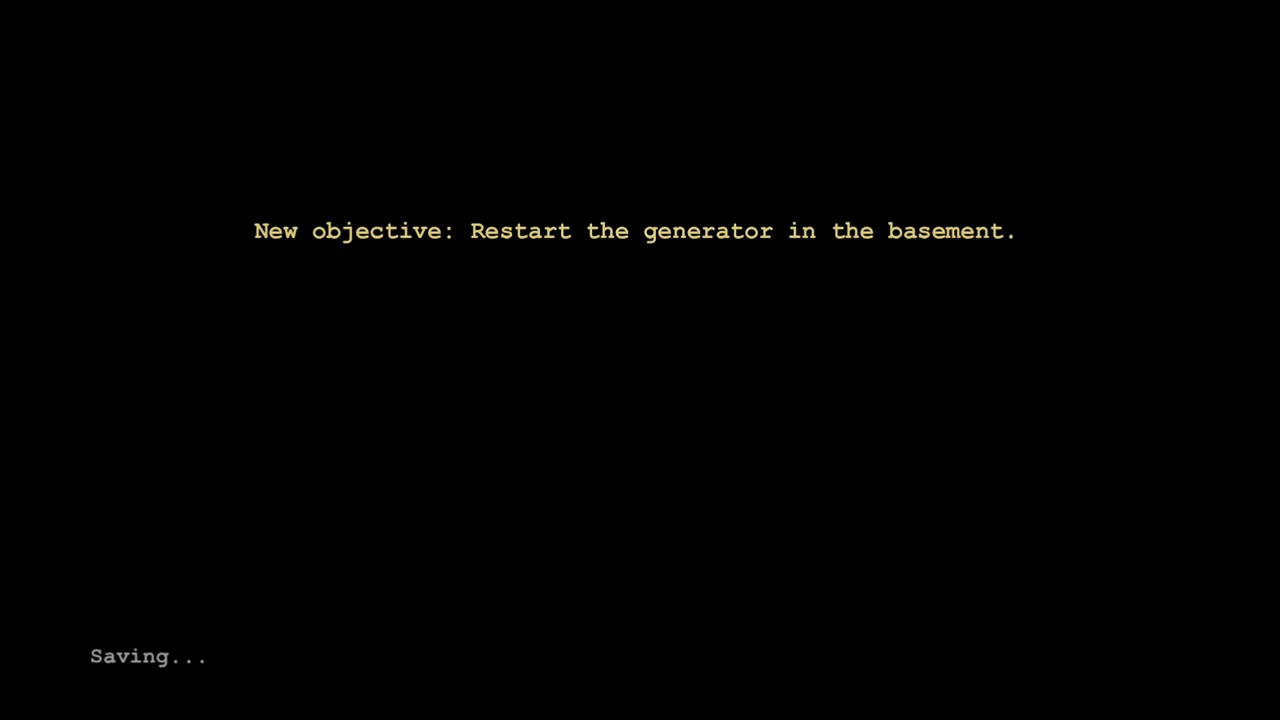 New objective: Restart the generator in the basement.
Saving...